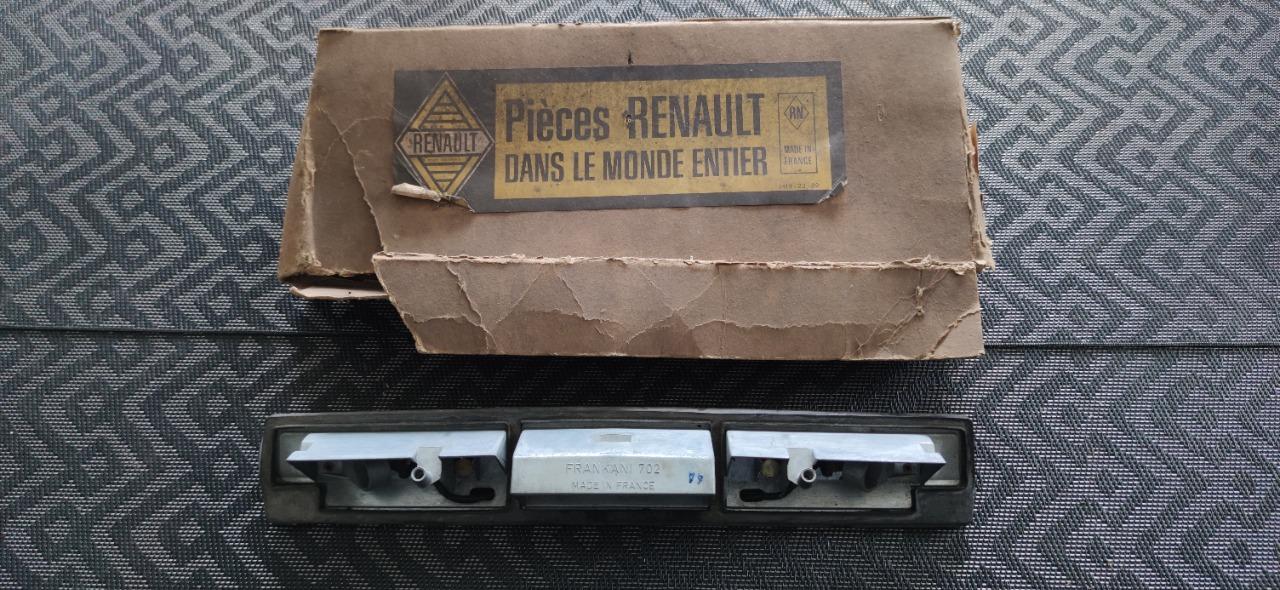 RENAULT
Pièces RENAULT
DANS LE MONDE ENTIER
RN
MADE IN
FRANCE
FRANKANI 702
MADE IN FRANCE